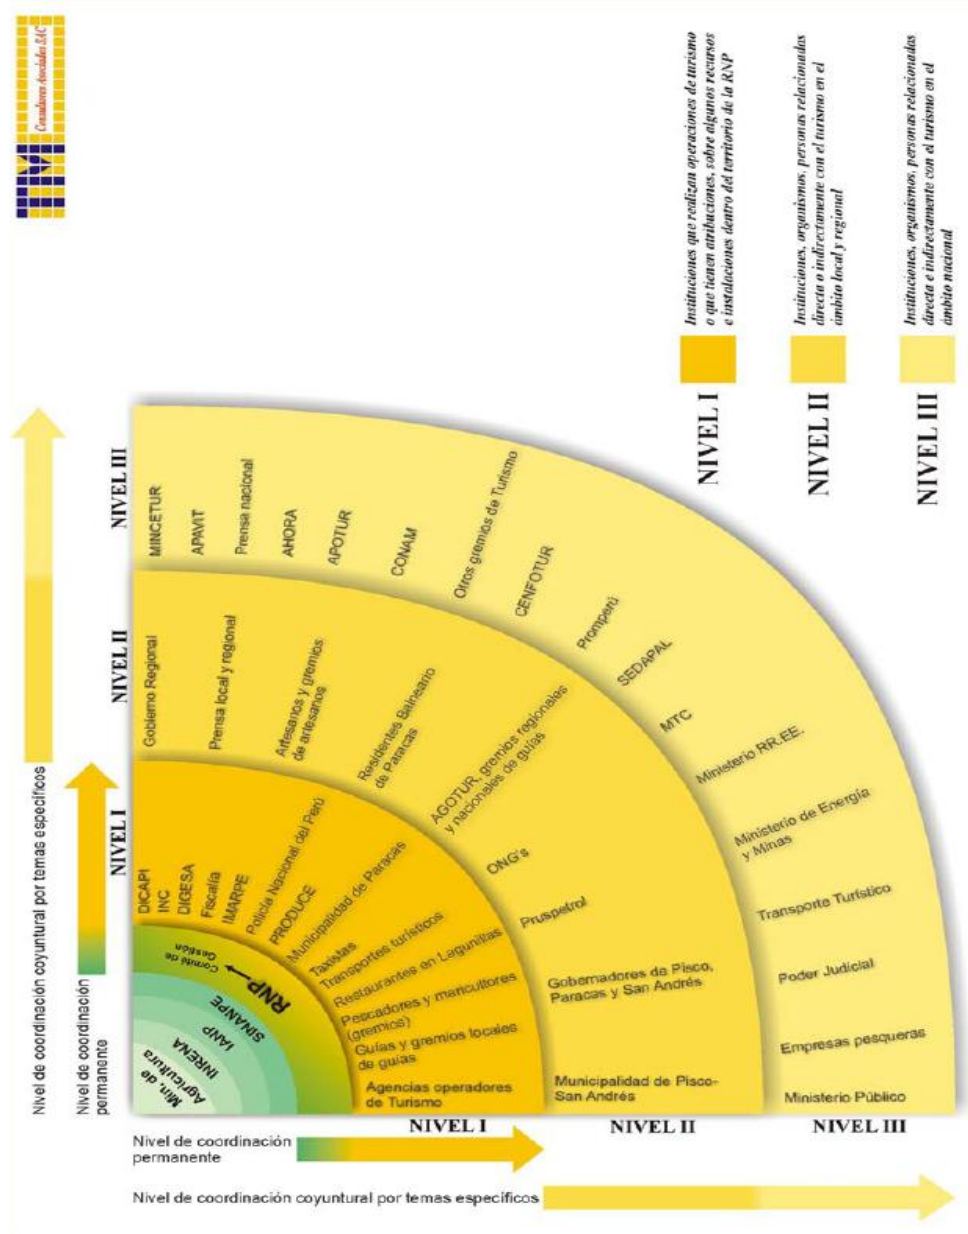 TM
Consultores Asociados SAC
Nivel de coordinación coyuntural por temas específicos
Nivel de coordinación
permanente
NIVEL I
NIVEL II
NIVEL III
Min. de
Agricultura
INRENA
IANP
SINANPE
RNP
Comité de
Gestión
DICAPI
INC
DIGESA
Fiscalía
IMARPE
Policía Nacional del Perú
PRODUCE
Municipalidad de Paracas
Taxistas
Transportes turísticos
Restaurantes en Lagunillas
Pescadores y maricultores
(gremios)
Guías y gremios locales
de guías
Agencias operadores
de Turismo
Gobierno Regional
Prensa local y regional
Artesanos y gremios
de artesanos
Residentes Balneario
de Paracas
AGOTUR, gremios regionales
y nacionales de guías
ONG's
Pruspetrol
Gobernadores de Pisco,
Paracas y San Andrés
Municipalidad de Pisco-
San Andrés
MINCETUR
APAVIT
Prensa nacional
AHORA
APOTUR
CONAM
Otros gremios de Turismo
CENFOTUR
Promperú
SEDAPAL
MTC
Ministerio RR.EE.
Ministerio de Energía
y Minas
Transporte Turístico
Poder Judicial
Empresas pesqueras
Ministerio Público
NIVEL I
NIVEL II
NIVEL III
Nivel de coordinación
permanente
Nivel de coordinación coyuntural por temas específicos
NIVEL I
Instituciones que realizan operaciones de turismo
o que tienen atribuciones, sobre algunos recursos
e instalaciones dentro del territorio de la RNP
NIVEL II
Instituciones, organismos, personas relacionadas
directa o indirectamente con el turismo en el
ámbito local y regional
NIVEL III
Instituciones, organismos, personas relacionadas
directa e indirectamente con el turismo en el
ámbito nacional